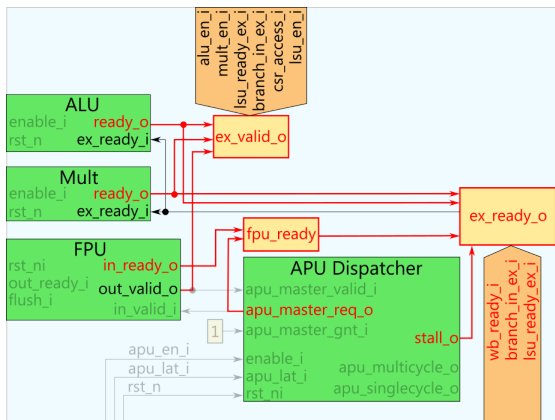 alu_en_i
mult_en_i
lsu_ready_ex_i
branch_in_ex_i
csr_access_i
lsu_en_i
ALU
enable_i
ready_o
rst_n
ex_ready_i
ex_valid_o
Mult
enable_i
ready_o
rst_n
ex_ready_i
ex_ready_o
fpu_ready
FPU
rst_ni
in_ready_o
out_ready_i
out_valid_o
flush_i
in_valid_i
APU Dispatcher
apu_master_valid_i
apu_master_req_o
1
apu_master_gnt_i
stall_o
apu_en_i
enable_i
apu_multicycle_o
apu_lat_i
apu_lat_i
apu_singlecycle_o
rst_n
rst_ni
wb_ready_i
branch_in_ex_i
lsu_ready_ex_i